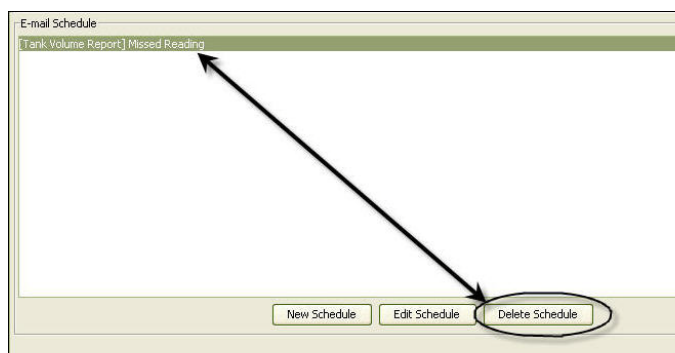 E-mail Schedule
[Tank Volume Report] Missed Reading
New Schedule Edit Schedule Delete Schedule